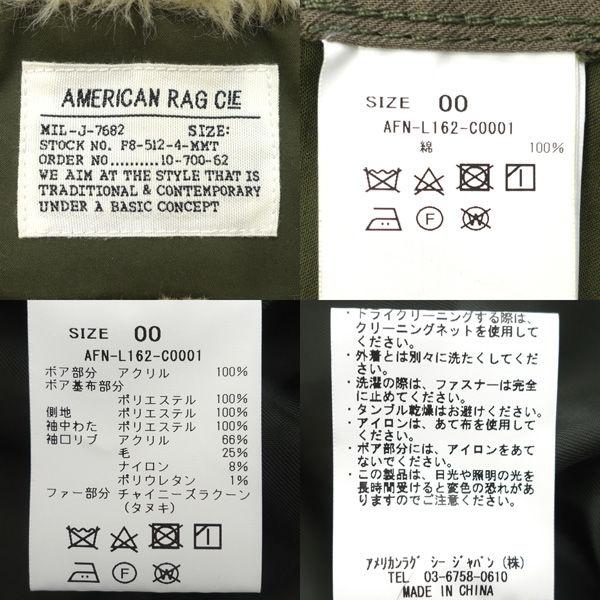 AMERICAN RAG CIE
MIL-J-7682 SIZE:
STOCK NO. F8-512-4-MMT
ORDER NO..........10-700-62
WE AIM AT THE STYLE THAT IS
TRADITIONAL & CONTEMPORARY
UNDER A BASIC CONCEPT
SIZE 00
AFN-L162-C0001
綿 100%
F
W
SIZE 00
AFN-L162-C0001
ボア部分 アクリル 100%
ボア基布部分
ポリエステル 100%
側地 ポリエステル 100%
袖中わた ポリエステル 100%
袖口リブ アクリル 66%
毛 25%
ナイロン 8%
ポリウレタン 1%
ファー部分 チャイニーズラクーン
(タヌキ)
F
W
・ドライクリーニングする際は、
クリーニングネットを使用して
ください。
・外着とは別々に洗たくしてくだ
さい。
・洗濯の際は、ファスナーは完全
に止めてください。
・タンブル乾燥はお避けください。
・アイロンは、あて布を使用して
ください。
・ボア部分には、アイロンをあて
ないでください。
・この製品は、日光や照明の光を
長時間受けると変色の恐れがあ
りますのでご注意ください。
アメリカンラグ シー ジャパン (株)
TEL 03-6758-0610
MADE IN CHINA